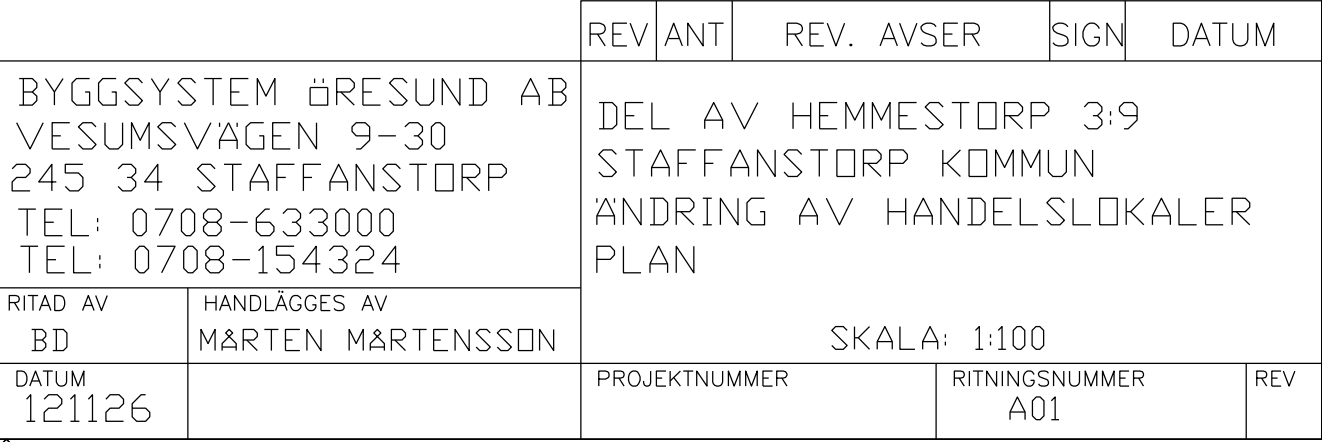 REV ANT REV. AVSER SIGN DATUM
BYGGSYSTEM ÖRESUND AB
VESUMSVÄGEN 9-30
245 34 STAFFANSTORP
TEL: 0708-633000
TEL: 0708-154324
DEL AV HEMMESTORP 3:9
STAFFANSTORP KOMMUN
ÄNDRING AV HANDELSLOKALER
PLAN
SKALA: 1:100
RITAD AV
BD
HANDLÄGGES AV
MÅRTEN MÅRTENSSON
DATUM
121126
PROJEKTNUMMER
RITNINGSNUMMER
A01
REV